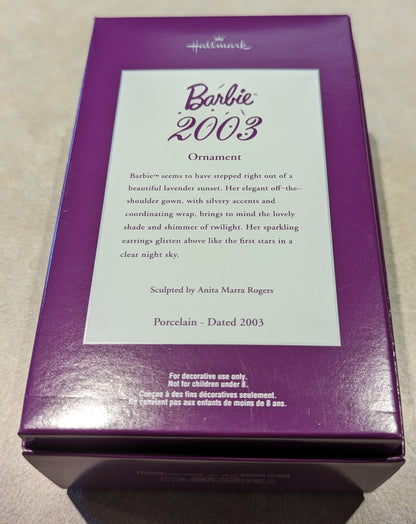 Hallmark
Barbie™
2003
Ornament
Barbie™ seems to have stepped right out of a
beautiful lavender sunset. Her elegant off-the-
shoulder gown, with silvery accents and
coordinating wrap, brings to mind the lovely
shade and shimmer of twilight. Her sparkling
earrings glisten above like the first stars in a
clear night sky.
Sculpted by Anita Marra Rogers
Porcelain - Dated 2003
For decorative use only.
Not for children under 8.
Conçue à des fins décoratives seulement.
Ne convient pas aux enfants de moins de 8 ans.